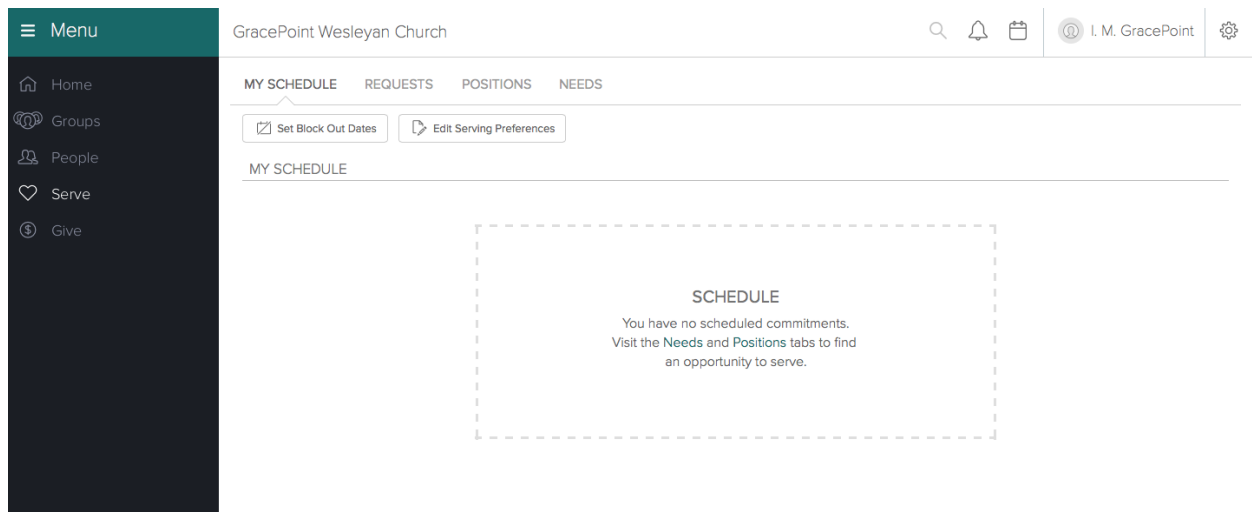 Menu
GracePoint Wesleyan Church
I. M. GracePoint
Home
Groups
People
Serve
Give
MY SCHEDULE REQUESTS POSITIONS NEEDS
Set Block Out Dates Edit Serving Preferences
MY SCHEDULE
SCHEDULE
You have no scheduled commitments.
Visit the Needs and Positions tabs to find
an opportunity to serve.